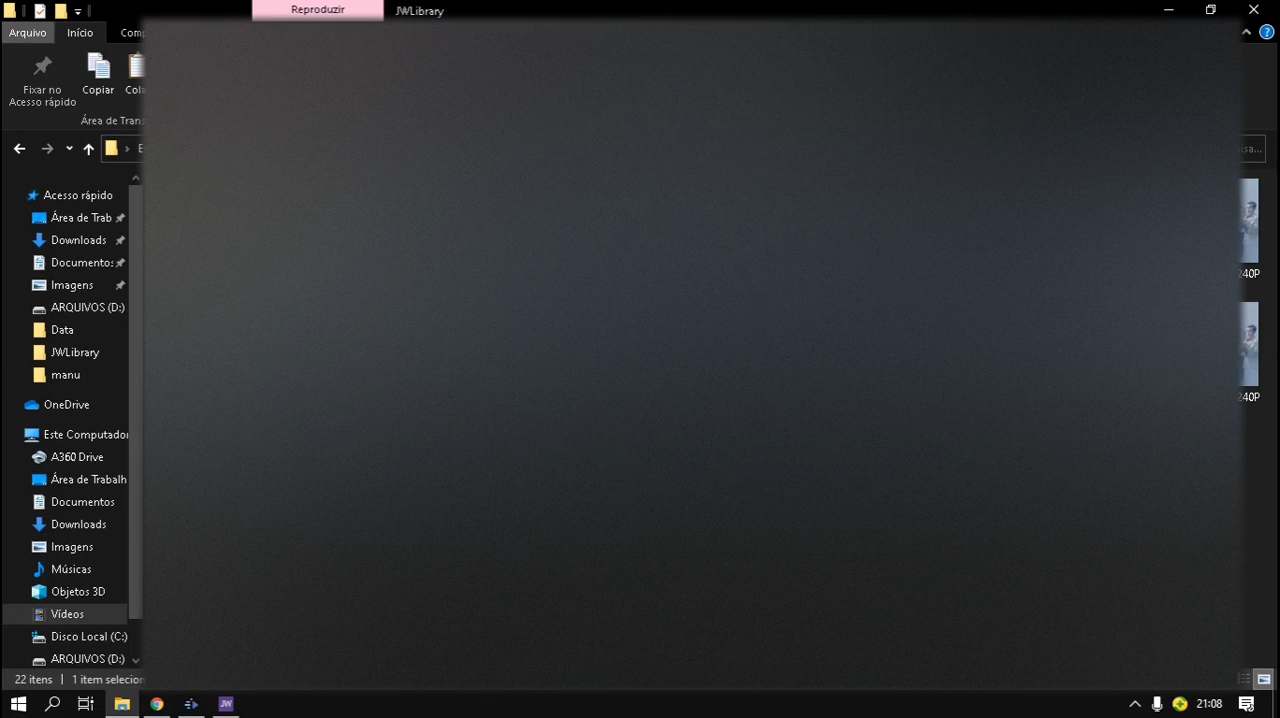 Reproduzir JWLibrary
Arquivo Início
Fixar no Acesso rápido
Copiar
Acesso rápido
Área de Trab
Downloads
Documentos
Imagens
ARQUIVOS (D:)
Data
JWLibrary
manu
OneDrive
Este Computador
A360 Drive
Área de Trabalh
Documentos
Downloads
Imagens
Músicas
Objetos 3D
Vídeos
Disco Local (C:)
ARQUIVOS (D:)
240P
240P
22 itens 1 item selecion
JW
21:08